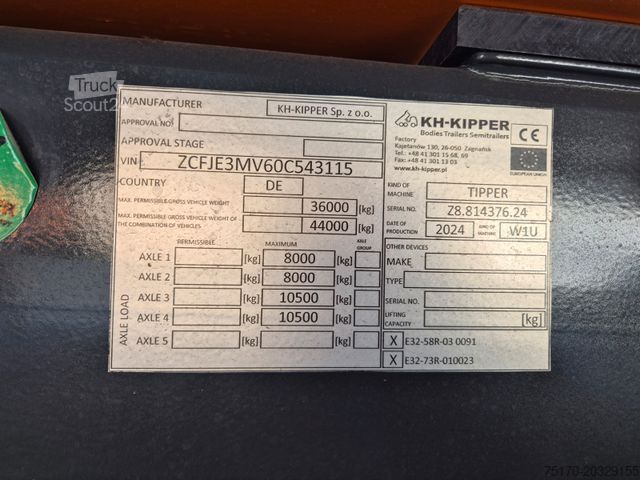 Truck
Scout2
MANUFACTURER KH-KIPPER Sp. z o.o.
APPROVAL NO.
APPROVAL STAGE
VIN ZCFJE3MV60C543115
COUNTRY DE
MAX. PERMISSIBLE GROSS VEHICLE WEIGHT 36000 [kg]
MAX. PERMISSIBLE GROSS VEHICLE WEIGHT OF
THE COMBINATION OF VEHICLES 44000 [kg]
PERMISSIBLE MAXIMUM AXLE GROUP
AXLE LOAD
AXLE 1 [kg] 8000 [kg]
AXLE 2 [kg] 8000 [kg]
AXLE 3 [kg] 10500 [kg]
AXLE 4 [kg] 10500 [kg]
AXLE 5 [kg] [kg]
KH-KIPPER
Bodies Trailers Semitrailers
CE
Factory
Kajetanów 130, 26-050 Zagnańsk
Tel.: +48 41 301 15 68, 69
Fax: +48 41 301 13 03
www.kh-kipper.pl
EUROPEAN UNION
KIND OF MACHINE TIPPER
SERIAL NO. Z8.814376.24
DATE OF PRODUCTION 2024 KIND OF MACHINE W1U
OTHER DEVICES
MAKE
TYPE
SERIAL NO.
LIFTING CAPACITY [kg]
X E32-58R-03 0091
X E32-73R-010023
75170-20329155